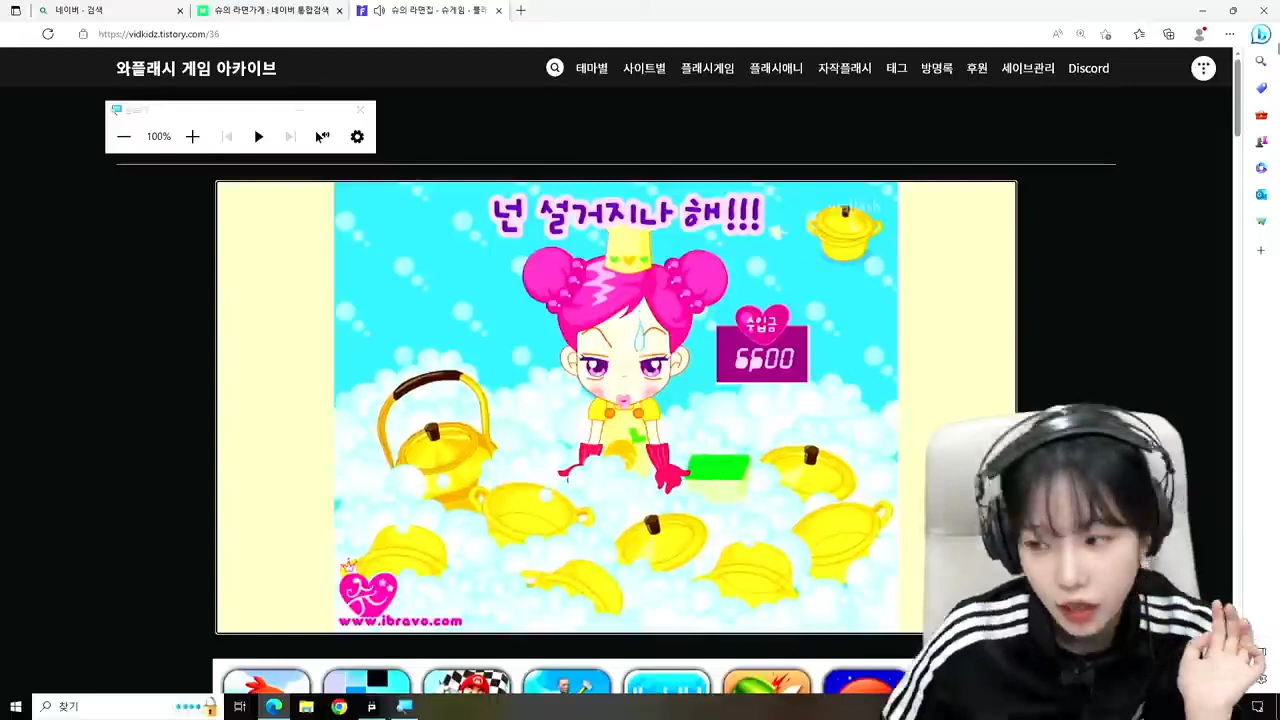 네이버 - 검색
슈의 라면가게 : 네이버 통합검색
슈의 라면집 - 슈게임 - 플래
https://vidkidz.tistory.com/36
와플래시 게임 아카이브
테마별 사이트별 플래시게임 플래시애니 자작플래시 태그 방명록 후원 세이브관리 Discord
100%
넌 설거지나 해!!!
수입금
6600
슈
www.ibravo.com
찾기